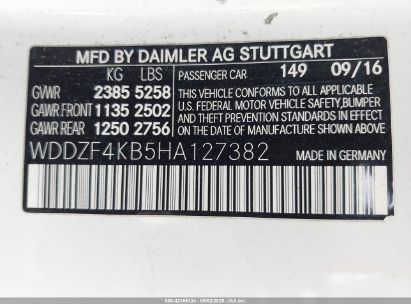 MFD BY DAIMLER AG STUTTGART
KG LBS PASSENGER CAR 149 09/16
GVWR 2385 5258
GAWR FRONT 1135 2502
GAWR REAR 1250 2756
THIS VEHICLE CONFORMS TO ALL APPLICABLE
U.S. FEDERAL MOTOR VEHICLE SAFETY, BUMPER
AND THEFT PREVENTION STANDARDS IN EFFECT
ON THE DATE OF MANUFACTURE SHOWN ABOVE.
WDDZF4KB5HA127382
MADE IN GERMANY